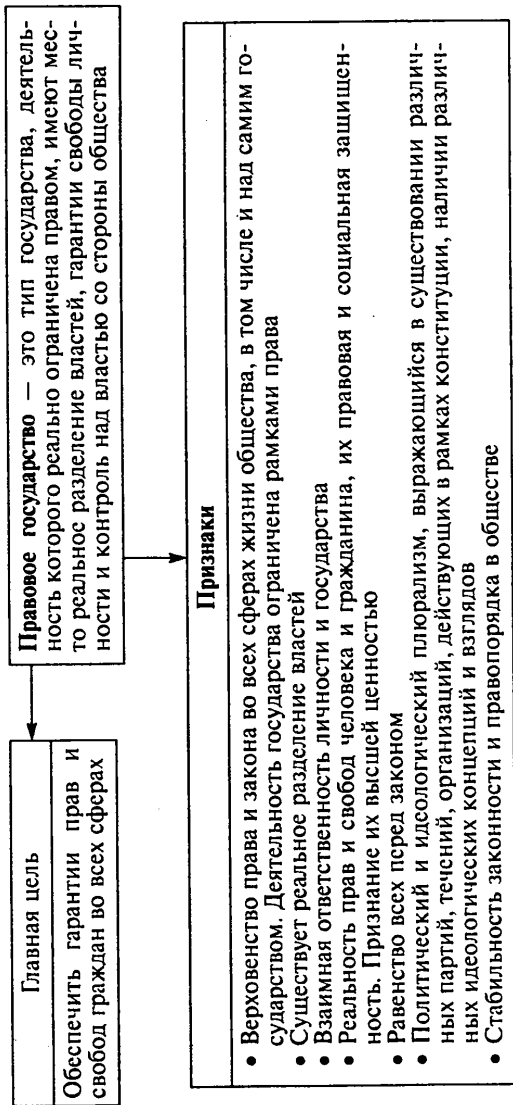 Главная цель
Обеспечить гарантии прав и
свобод граждан во всех сферах
Правовое государство — это тип государства, деятель-
ность которого реально ограничена правом, имеют мес-
то реальное разделение властей, гарантии свободы лич-
ности и контроль над властью со стороны общества
Признаки
• Верховенство права и закона во всех сферах жизни общества, в том числе и над самим го-
сударством. Деятельность государства ограничена рамками права
• Существует реальное разделение властей
• Взаимная ответственность личности и государства
• Реальность прав и свобод человека и гражданина, их правовая и социальная защищен-
ность. Признание их высшей ценностью
• Равенство всех перед законом
• Политический и идеологический плюрализм, выражающийся в существовании различ-
ных партий, течений, организаций, действующих в рамках конституции, наличии различ-
ных идеологических концепций и взглядов
• Стабильность законности и правопорядка в обществе